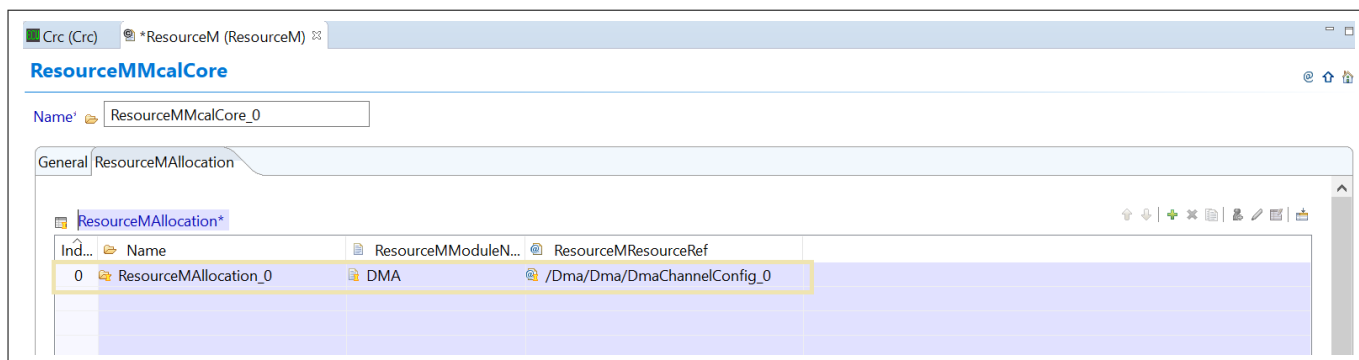 Crc (Crc) *ResourceM (ResourceM)
ResourceMMcalCore
Name* ResourceMMcalCore_0
General ResourceMAllocation
ResourceMAllocation*
Ind... Name ResourceMModuleN... ResourceMResourceRef
0 ResourceMAllocation_0 DMA /Dma/Dma/DmaChannelConfig_0